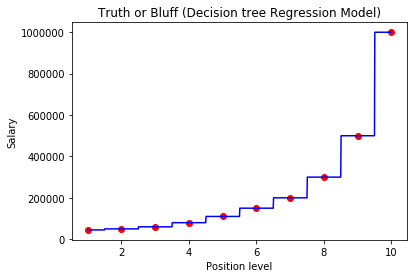 Truth or Bluff (Decision tree Regression Model)
1000000
800000
600000
400000
200000
0
Salary
2 4 6 8 10
Position level